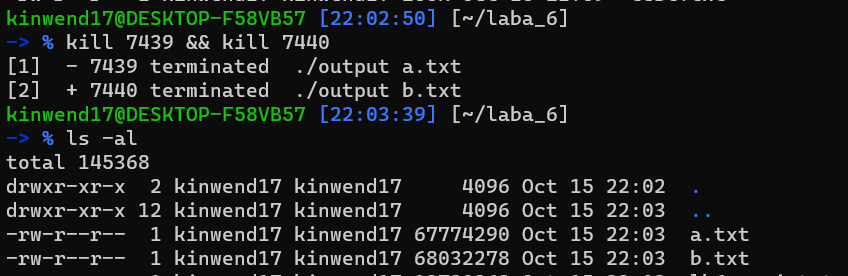 kinwend17@DESKTOP-F58VB57 [22:02:50] [~/laba_6]
-> % kill 7439 && kill 7440
[1]  - 7439 terminated  ./output a.txt
[2]  + 7440 terminated  ./output b.txt
kinwend17@DESKTOP-F58VB57 [22:03:39] [~/laba_6]
-> % ls -al
total 145368
drwxr-xr-x  2 kinwend17 kinwend17     4096 Oct 15 22:02  .
drwxr-xr-x 12 kinwend17 kinwend17     4096 Oct 15 22:03  ..
-rw-r--r--  1 kinwend17 kinwend17 67774290 Oct 15 22:03  a.txt
-rw-r--r--  1 kinwend17 kinwend17 68032278 Oct 15 22:03  b.txt